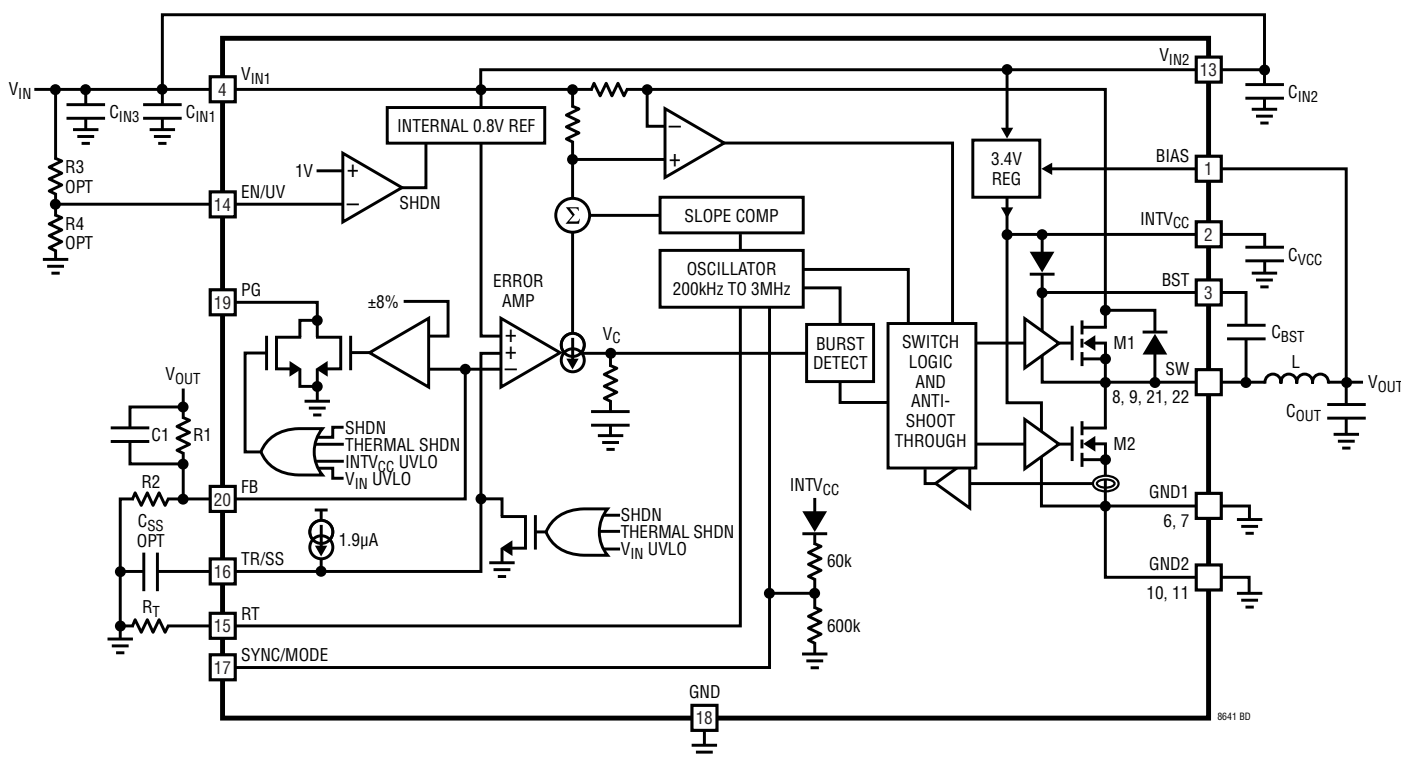 VIN
CIN3
CIN1
4
VIN1
VIN2
13
CIN2
INTERNAL 0.8V REF
R3
OPT
R4
OPT
1V
+
–
SHDN
14
EN/UV
–
+
3.4V
REG
BIAS
1
INTVCC
2
CVCC
Σ
SLOPE COMP
OSCILLATOR
200kHz TO 3MHz
BST
3
CBST
19
PG
±8%
ERROR
AMP
+
+
–
VC
BURST
DETECT
SWITCH
LOGIC
AND
ANTI-
SHOOT
THROUGH
M1
SW
8, 9, 21, 22
L
VOUT
COUT
M2
VOUT
C1
R1
SHDN
THERMAL SHDN
INTVCC UVLO
VIN UVLO
R2
20
FB
CSS
OPT
1.9µA
16
TR/SS
SHDN
THERMAL SHDN
VIN UVLO
INTVCC
60k
600k
GND1
6, 7
GND2
10, 11
RT
15
RT
17
SYNC/MODE
GND
18
8641 BD